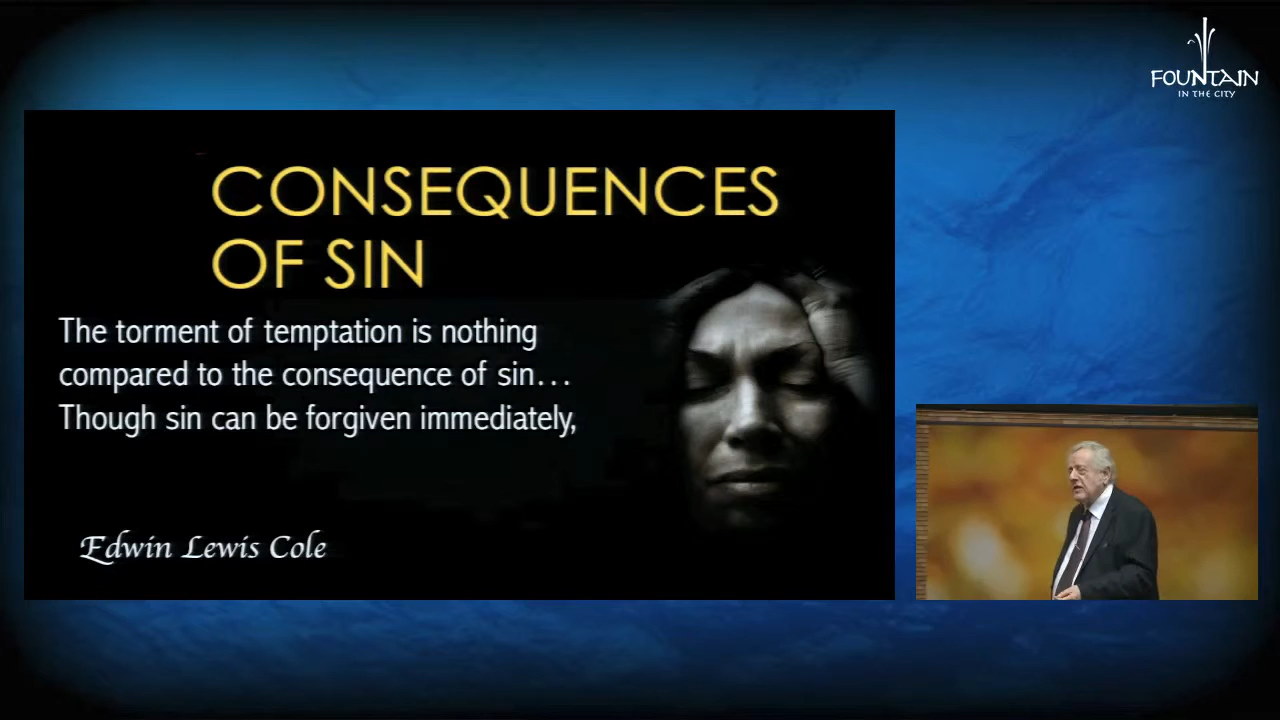 FOUNTAIN
IN THE CITY
CONSEQUENCES
OF SIN
The torment of temptation is nothing
compared to the consequence of sin…
Though sin can be forgiven immediately,
Edwin Lewis Cole